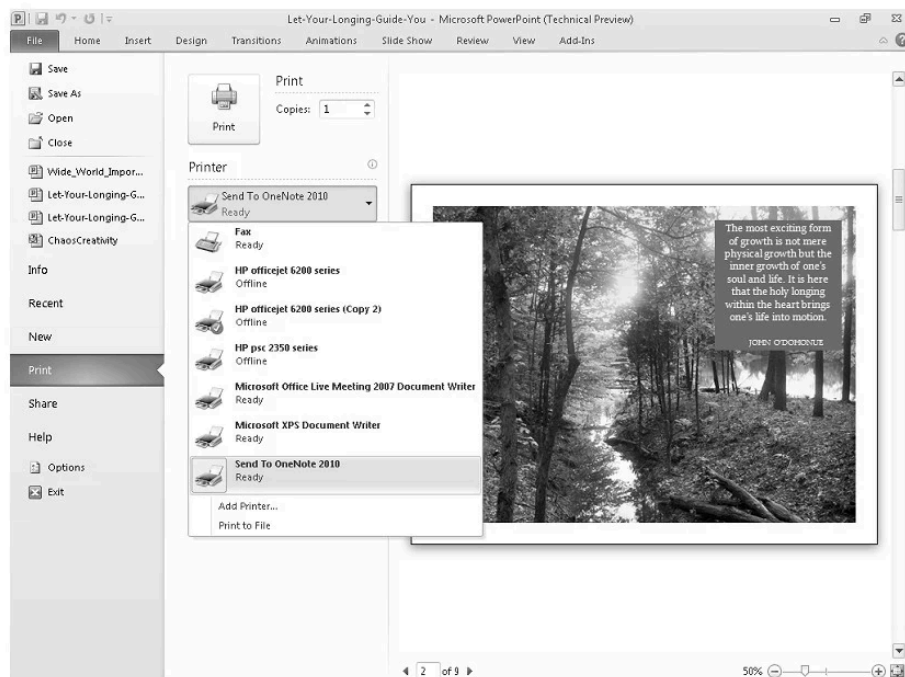 Let-Your-Longing-Guide-You - Microsoft PowerPoint (Technical Preview)
File Home Insert Design Transitions Animations Slide Show Review View Add-Ins
Save
Save As
Open
Close
Wide_World_Impor...
Let-Your-Longing-G...
Let-Your-Longing-G...
ChaosCreativity
Info
Recent
New
Print
Share
Help
Options
Exit
Print
Print
Copies: 1
Printer
Send To OneNote 2010
Ready
Fax
Ready
HP officejet 6200 series
Offline
HP officejet 6200 series (Copy 2)
Offline
HP psc 2350 series
Offline
Microsoft Office Live Meeting 2007 Document Writer
Ready
Microsoft XPS Document Writer
Ready
Send To OneNote 2010
Ready
Add Printer...
Print to File
The most exciting form
of growth is not mere
physical growth but the
inner growth of one's
soul and life. It is here
that the holy longing
within the heart brings
one's life into motion.
JOHN O'DOHONUE
2 of 9
50%